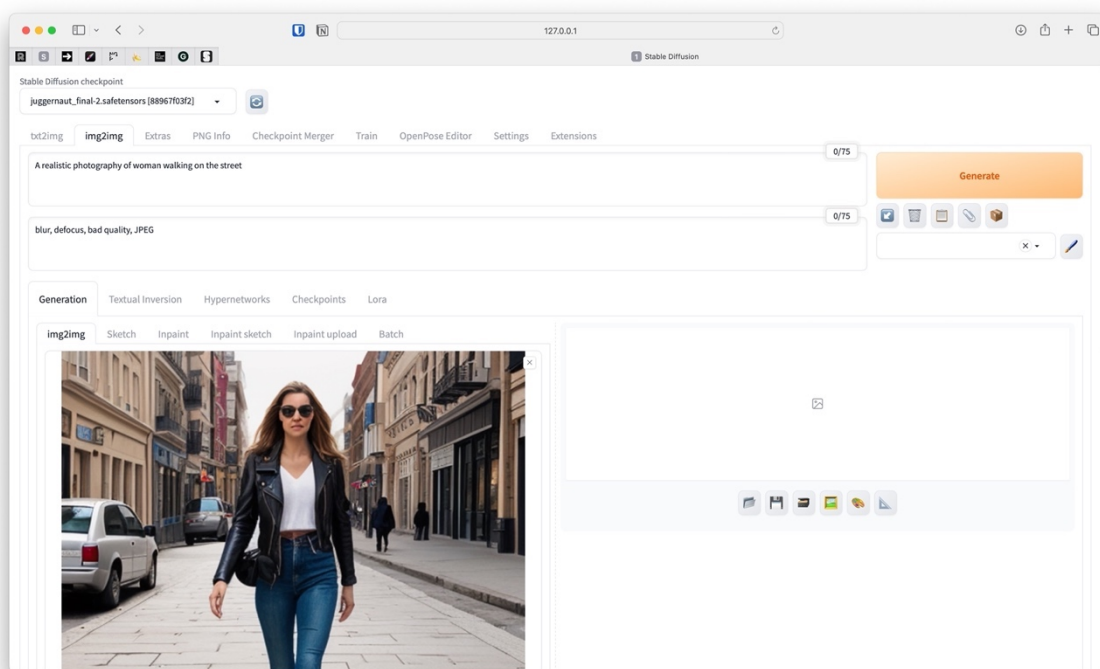 127.0.0.1
1 Stable Diffusion
Stable Diffusion checkpoint
juggernaut_final-2.safetensors [88967f03f2]
txt2img img2img Extras PNG Info Checkpoint Merger Train OpenPose Editor Settings Extensions
0/75
A realistic photography of woman walking on the street
Generate
0/75
blur, defocus, bad quality, JPEG
Generation Textual Inversion Hypernetworks Checkpoints Lora
img2img Sketch Inpaint Inpaint sketch Inpaint upload Batch